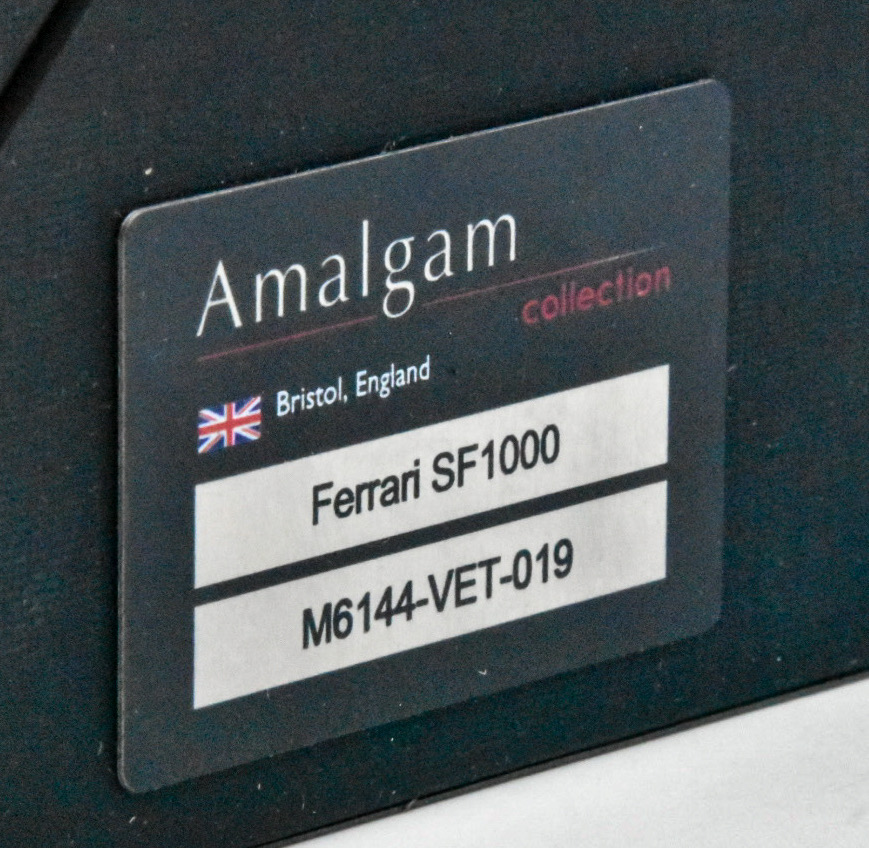 Amalgam
collection
Bristol, England
Ferrari SF1000
M6144-VET-019